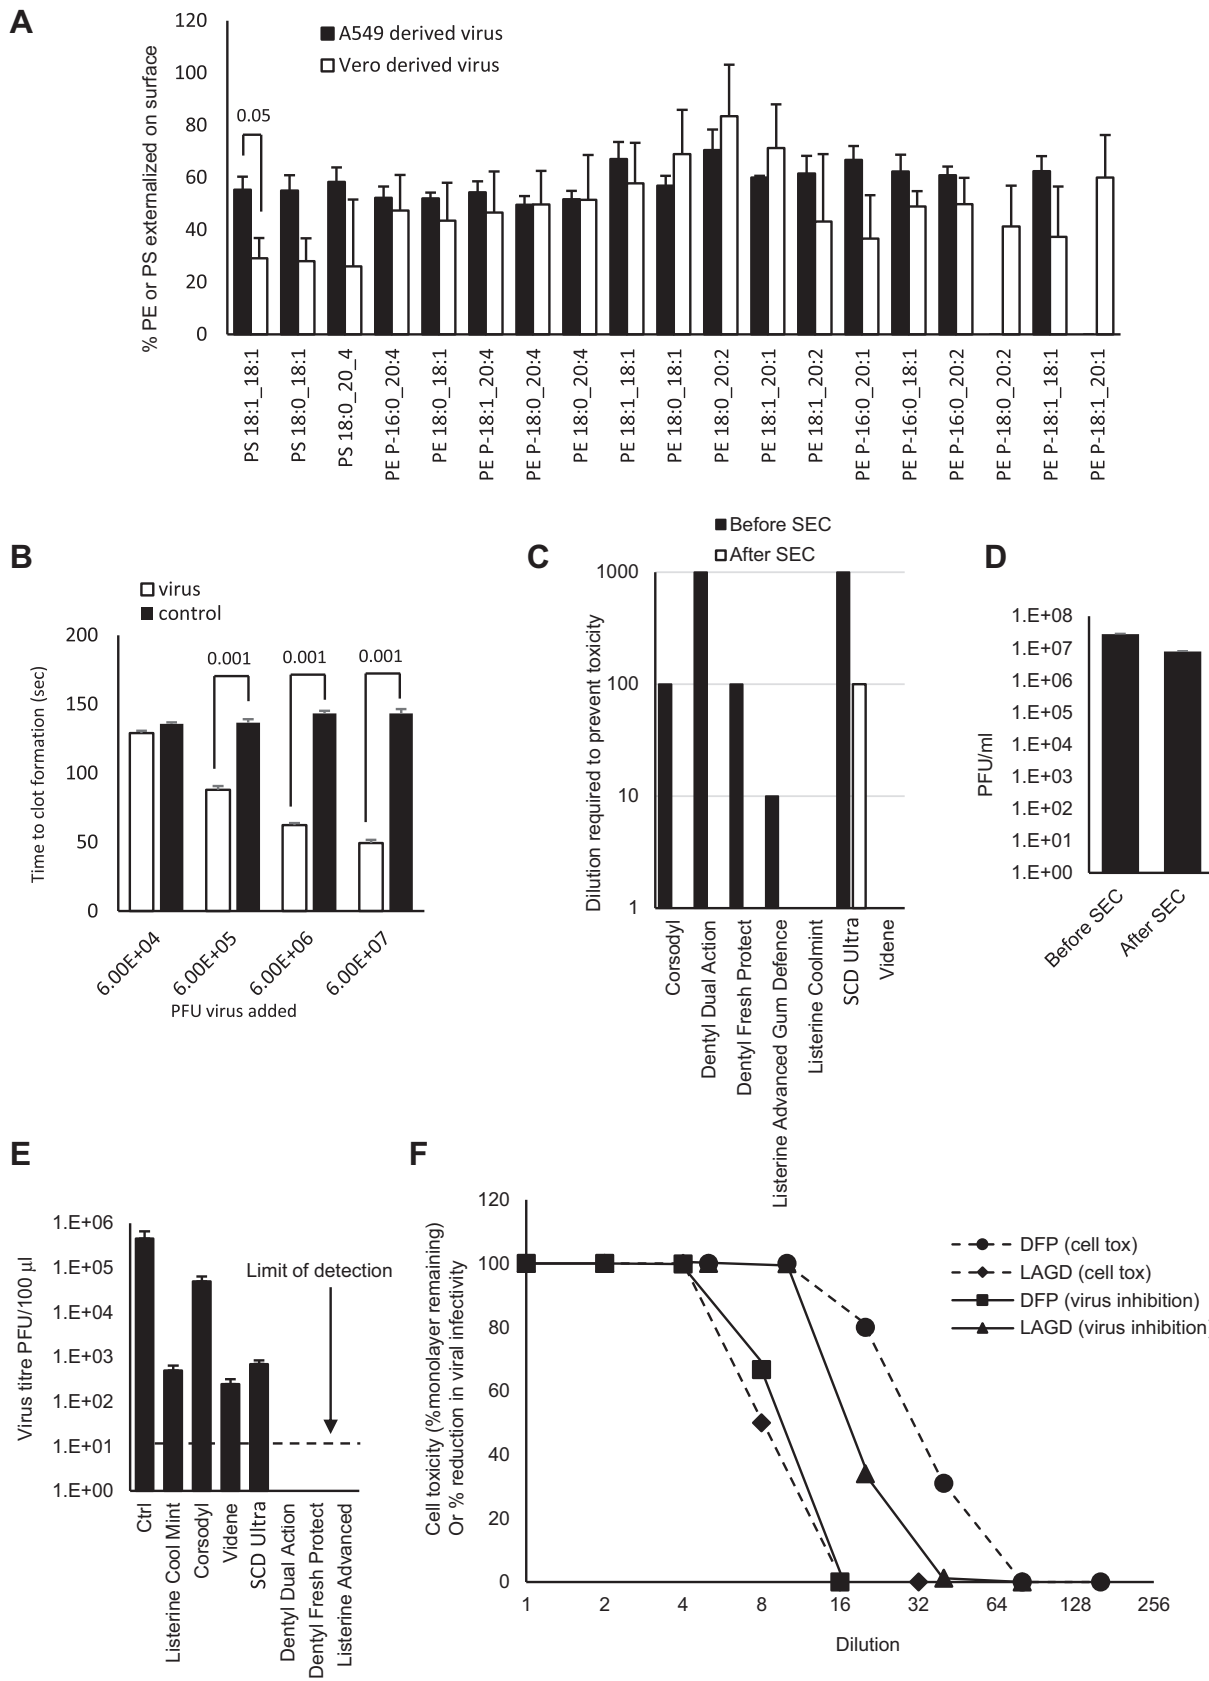 A
120
100
80
60
40
20
0
% PE or PS externalized on surface
A549 derived virus
Vero derived virus
0.05
PS 18:1_18:1
PS 18:0_18:1
PS 18:0_20_4
PE P-16:0_20:4
PE 18:0_18:1
PE P-18:1_20:4
PE P-18:0_20:4
PE 18:0_20:4
PE 18:1_18:1
PE 18:0_18:1
PE 18:0_20:2
PE 18:1_20:1
PE 18:1_20:2
PE P-16:0_20:1
PE P-16:0_18:1
PE P-16:0_20:2
PE P-18:0_20:2
PE P-18:1_18:1
PE P-18:1_20:1
B
virus
control
200
150
100
50
0
Time to clot formation (sec)
0.001
0.001
0.001
6.00E+04
6.00E+05
6.00E+06
6.00E+07
PFU virus added
C
Before SEC
After SEC
1000
100
10
1
Dilution required to prevent toxicity
Corsodyl
Dentyl Dual Action
Dentyl Fresh Protect
Listerine Advanced Gum Defence
Listerine Coolmint
SCD Ultra
Videne
D
1.E+08
1.E+07
1.E+06
1.E+05
1.E+04
1.E+03
1.E+02
1.E+01
1.E+00
PFU/ml
Before SEC
After SEC
E
1.E+06
1.E+05
1.E+04
1.E+03
1.E+02
1.E+01
1.E+00
Virus titre PFU/100 µl
Limit of detection
Ctrl
Listerine Cool Mint
Corsodyl
Videne
SCD Ultra
Dentyl Dual Action
Dentyl Fresh Protect
Listerine Advanced
F
120
100
80
60
40
20
0
Cell toxicity (%monolayer remaining)
Or % reduction in viral infectivity
DFP (cell tox)
LAGD (cell tox)
DFP (virus inhibition)
LAGD (virus inhibition)
1
2
4
8
16
32
64
128
256
Dilution